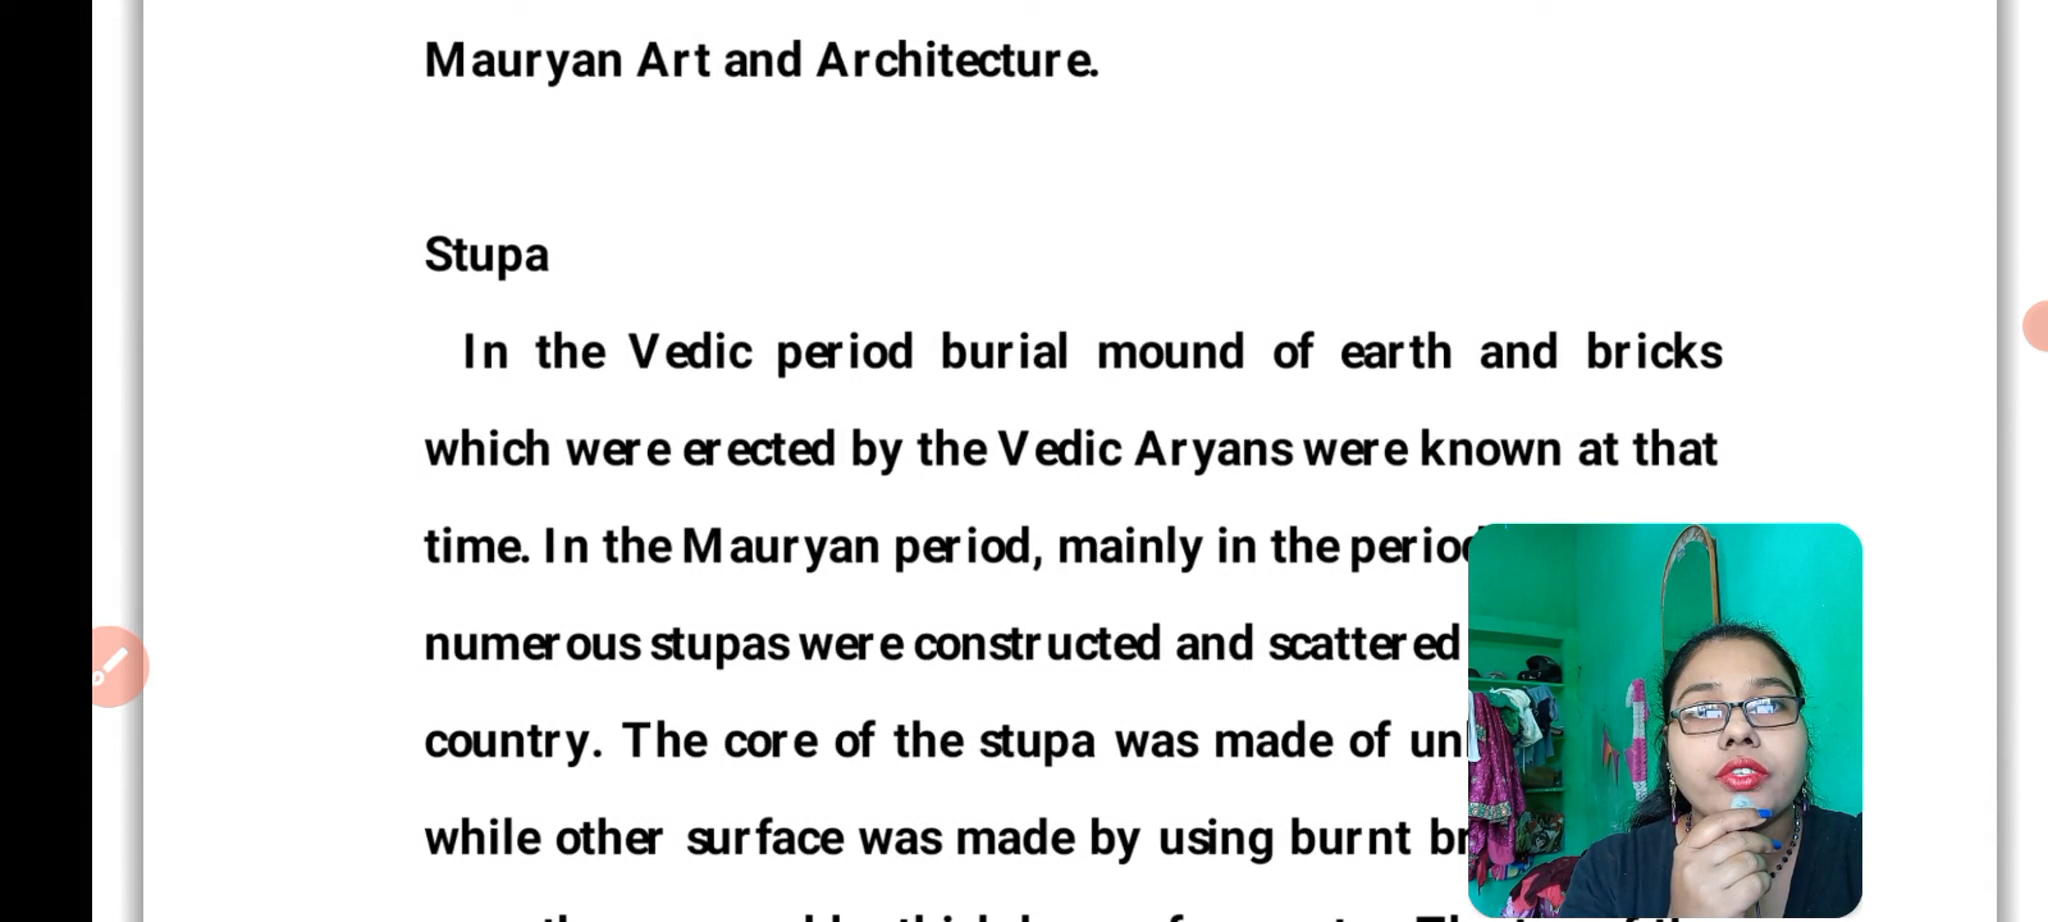 Mauryan Art and Architecture.
Stupa
In the Vedic period burial mound of earth and bricks
which were erected by the Vedic Aryans were known at that
time. In the Mauryan period, mainly in the
numerous stupas were constructed and scattered
country. The core of the stupa was made of
while other surface was made by using burnt